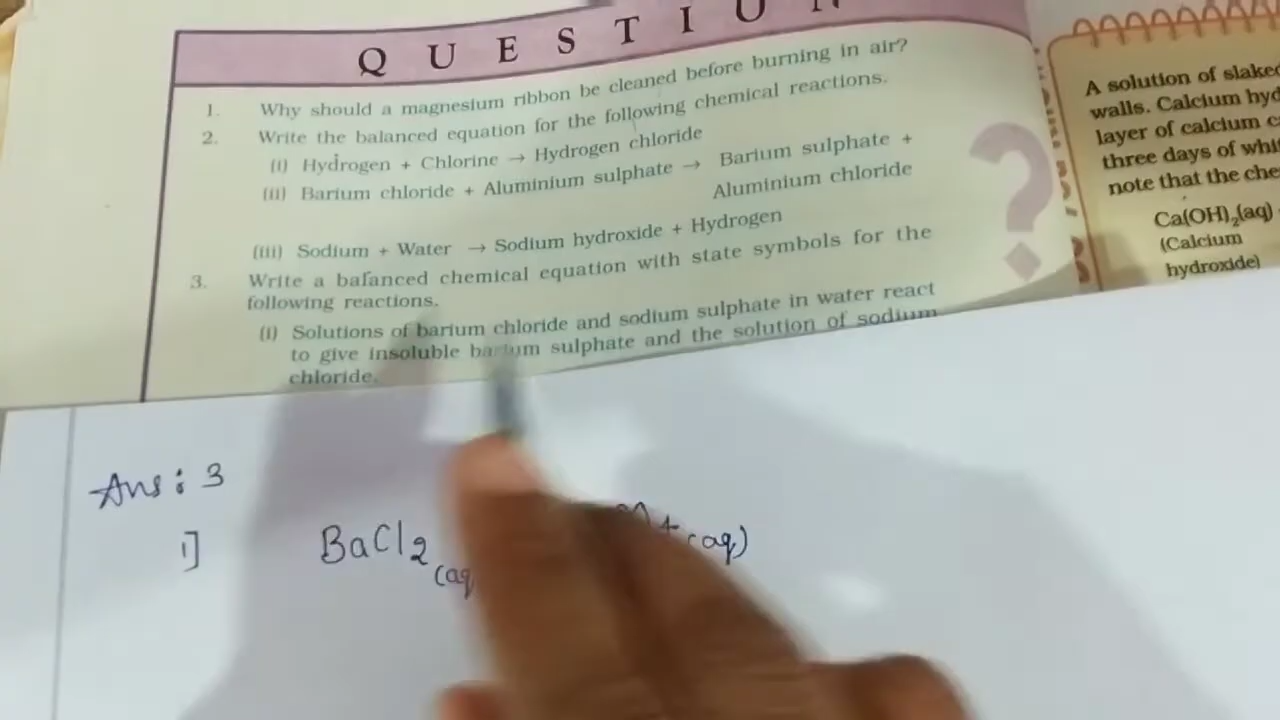 QUESTION
1. Why should a magnesium ribbon be cleaned before burning in air?
2. Write the balanced equation for the following chemical reactions.
(i) Hydrogen + Chlorine → Hydrogen chloride
(ii) Barium chloride + Aluminium sulphate → Barium sulphate +
Aluminium chloride
(iii) Sodium + Water → Sodium hydroxide + Hydrogen
3. Write a balanced chemical equation with state symbols for the
following reactions.
(i) Solutions of barium chloride and sodium sulphate in water react
to give insoluble barium sulphate and the solution of sodium
chloride.
?
A solution of slaked
walls. Calcium hyd
layer of calcium c
three days of whi
note that the che
Ca(OH)₂(aq)
(Calcium
hydroxide)
Ans: 3
1] BaCl₂ (aq (aq)